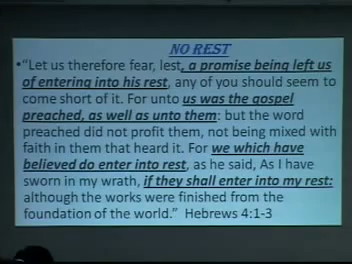 NO REST
•“Let us therefore fear, lest, a promise being left us
of entering into his rest, any of you should seem to
come short of it. For unto us was the gospel
preached, as well as unto them: but the word
preached did not profit them, not being mixed with
faith in them that heard it. For we which have
believed do enter into rest, as he said, As I have
sworn in my wrath, if they shall enter into my rest:
although the works were finished from the
foundation of the world.” Hebrews 4:1-3